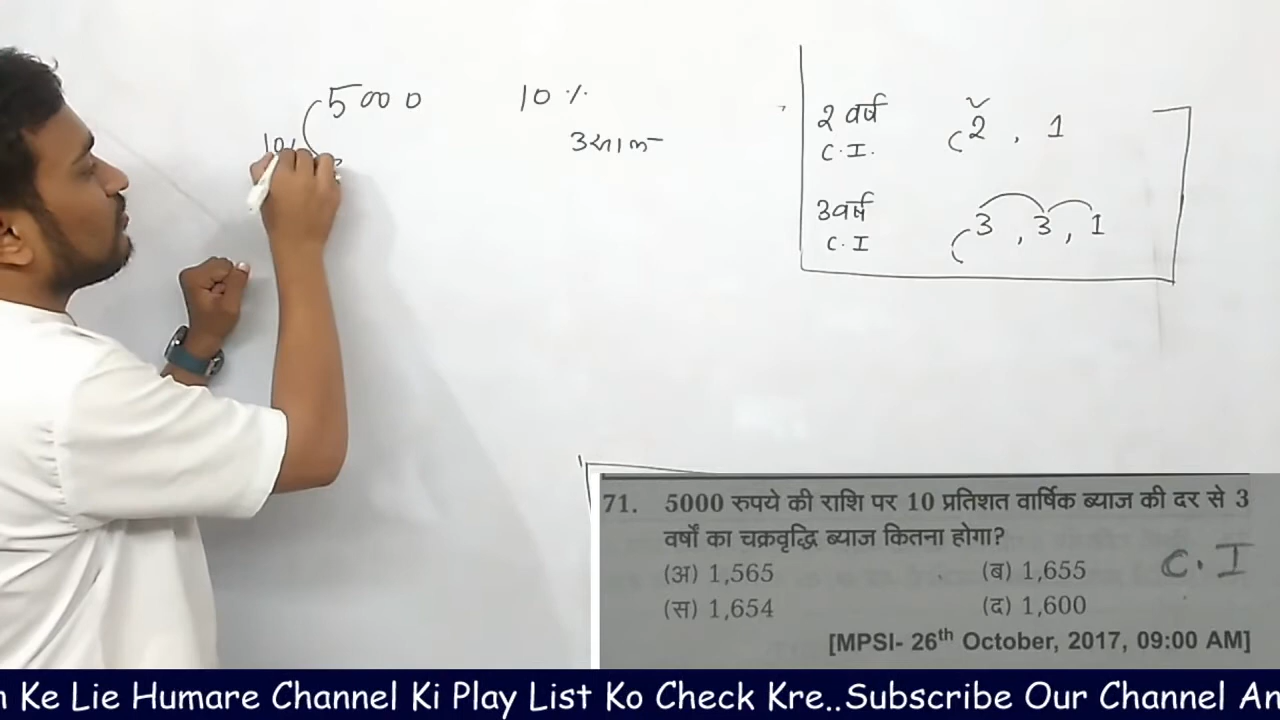 5000 10%
10%
3 साल
2 वर्ष 2, 1
C.I.
3 वर्ष 3, 3, 1
C.I
71. 5000 रुपये की राशि पर 10 प्रतिशत वार्षिक ब्याज की दर से 3
वर्षों का चक्रवृद्धि ब्याज कितना होगा?
C.I
(अ) 1,565 (ब) 1,655
(स) 1,654 (द) 1,600
[MPSI- 26th October, 2017, 09:00 AM]
Ke Lie Humare Channel Ki Play List Ko Check Kre..Subscribe Our Channel